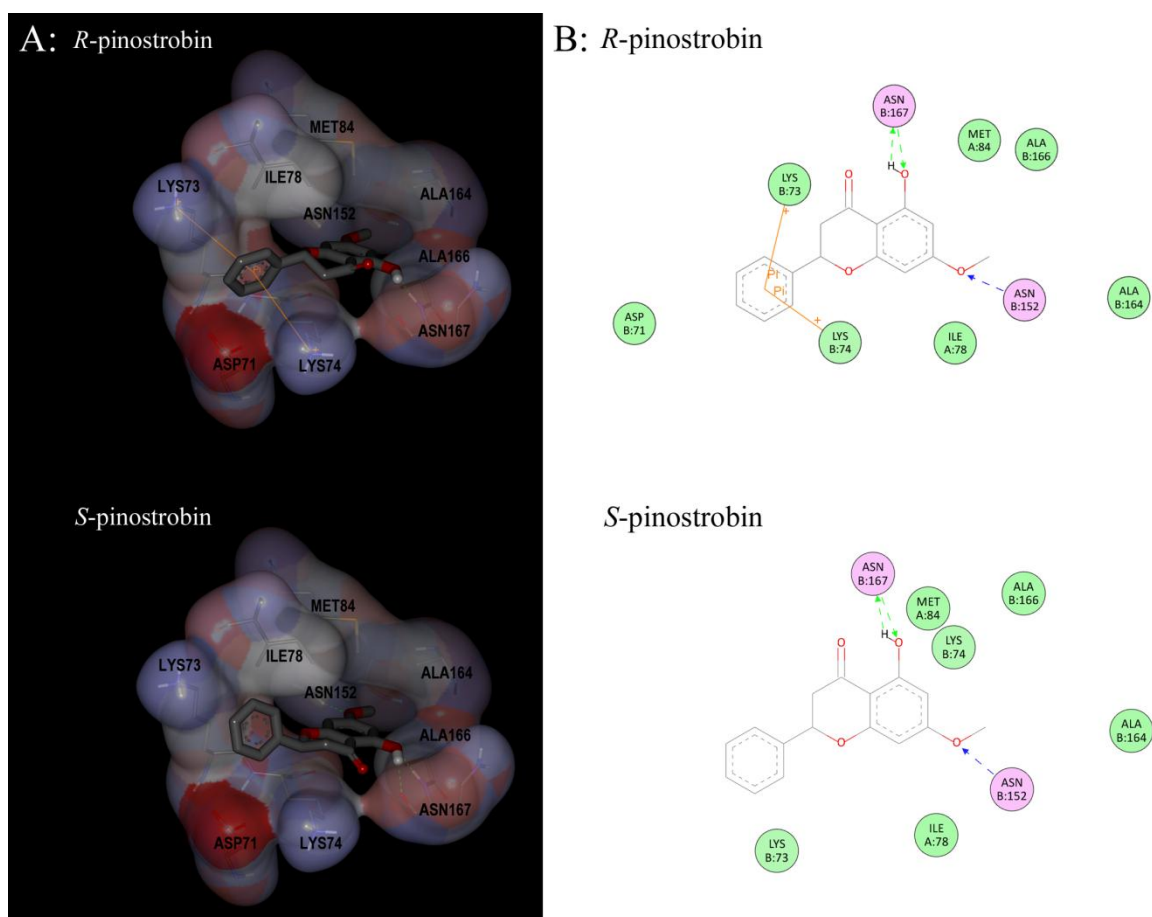 A: R-pinostrobin
MET84
LYS73
ILE78
ASN152
ALA164
ALA166
ASN167
ASP71
LYS74
S-pinostrobin
MET84
LYS73
ILE78
ASN152
ALA164
ALA166
ASN167
ASP71
LYS74
B: R-pinostrobin
ASN
B:167
MET
A:84
ALA
B:166
LYS
B:73
H
O
O
+
Pi
Pi
O
O
+
ASN
B:152
ALA
B:164
ASP
B:71
LYS
B:74
ILE
A:78
S-pinostrobin
ASN
B:167
MET
A:84
ALA
B:166
LYS
B:74
H
O
O
O
O
ALA
B:164
ASN
B:152
LYS
B:73
ILE
A:78